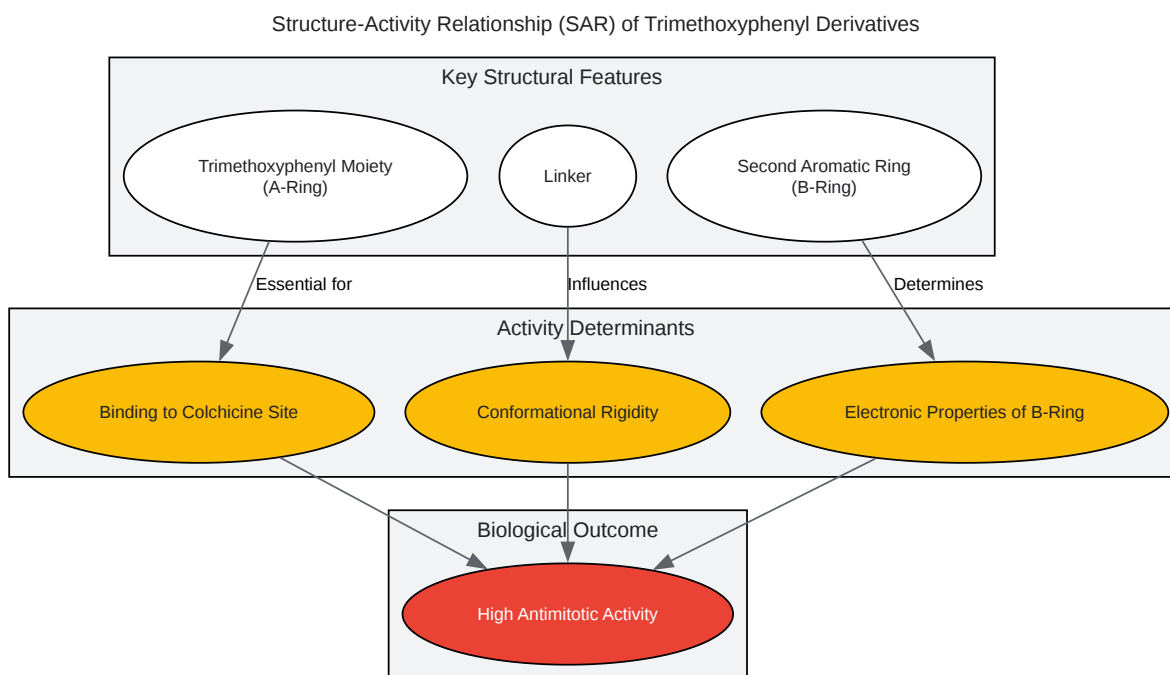 Structure-Activity Relationship (SAR) of Trimethoxyphenyl Derivatives
Key Structural Features
Trimethoxyphenyl Moiety
(A-Ring)
Linker
Second Aromatic Ring
(B-Ring)
Essential for
Influences
Determines
Activity Determinants
Binding to Colchicine Site
Conformational Rigidity
Electronic Properties of B-Ring
Biological Outcome
High Antimitotic Activity